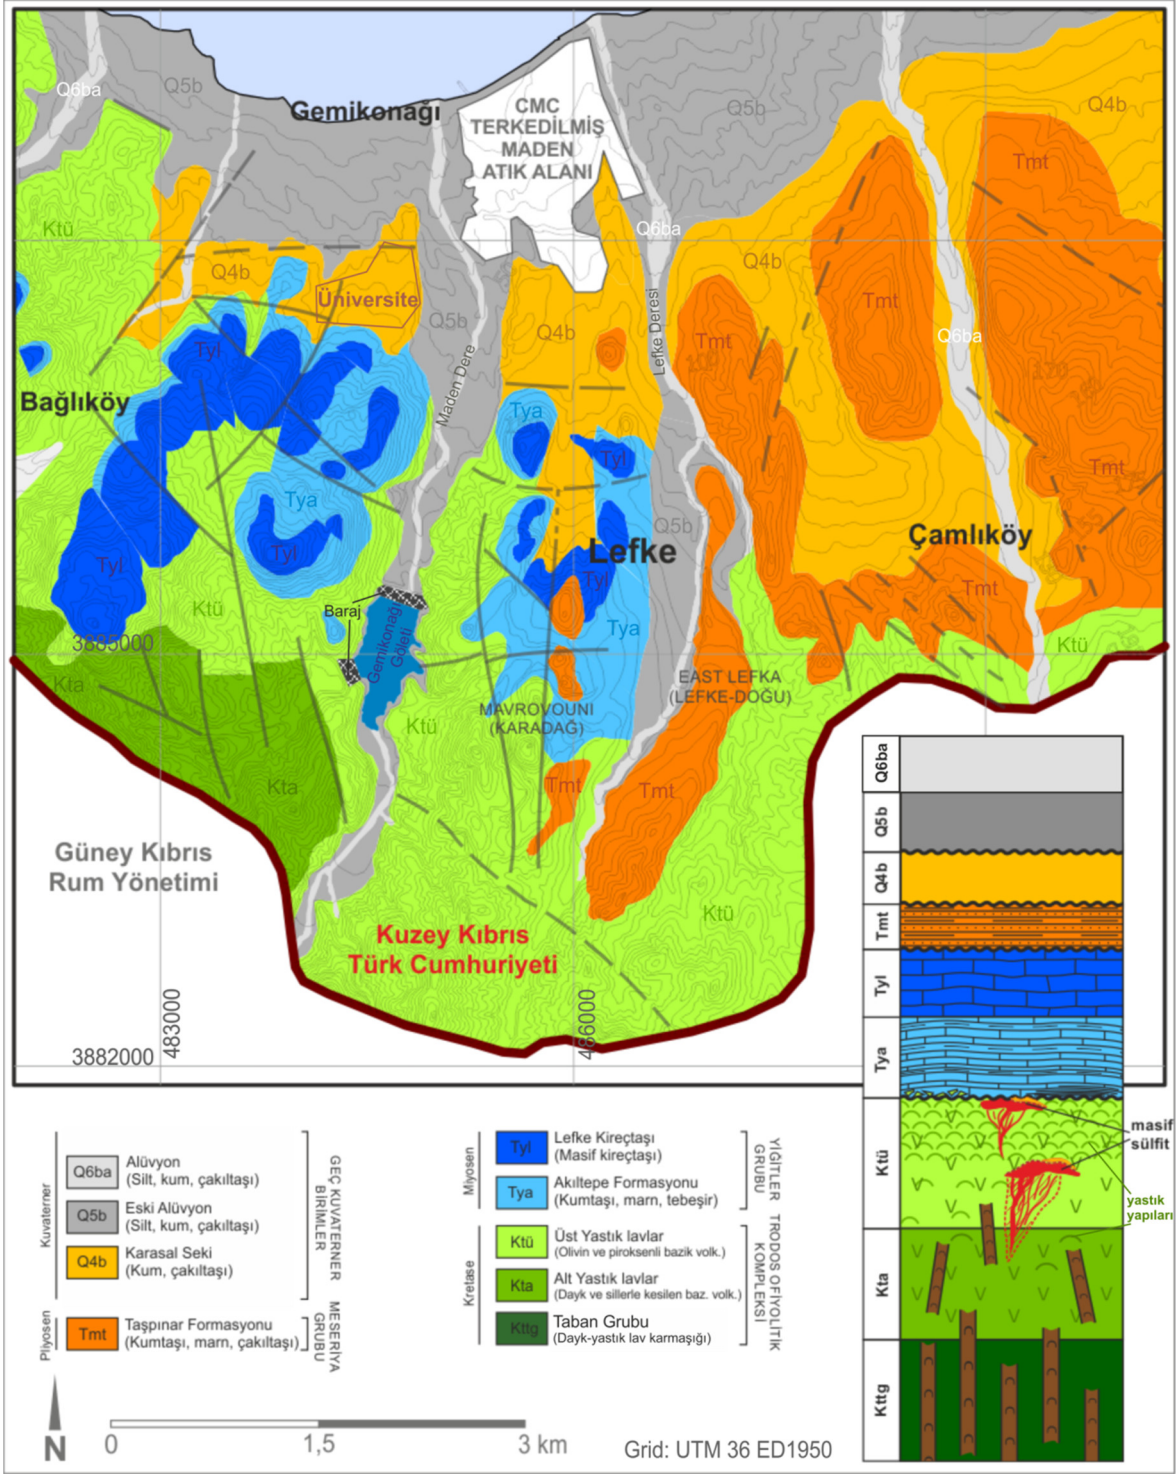 Q6ba
Q5b
Gemikonağı
CMC
TERKEDİLMİŞ
MADEN
ATIK ALANI
Q5b
Q4b
Tmt
Ktü
Q4b
Üniversite
Q5b
Q6ba
Q4b
Tmt
Q6ba
Maden Dere
Q4b
Lefke Deresi
Tmt
100
170
Tyl
Bağlıköy
Tya
Tyl
Tmt
Tya
Q5b
Çamlıköy
Lefke
Tyl
Tyl
Tyl
Tmt
Ktü
Baraj
Gemikonağı
Göleti
Tya
Ktü
3885000
Kta
EAST LEFKA
(LEFKE-DOĞU)
MAVROVOUNI
(KARADAĞ)
Ktü
Kta
Tmt
Tmt
Güney Kıbrıs
Rum Yönetimi
Ktü
Kuzey Kıbrıs
Türk Cumhuriyeti
483000
486000
3882000
Q6ba
Q5b
Q4b
Tmt
Tyl
Tya
Ktü
Kta
Kttg
masif
sülfit
yastık
yapıları
Kuvaterner
Q6ba
Alüvyon
(Silt, kum, çakıltaşı)
Q5b
Eski Alüvyon
(Silt, kum, çakıltaşı)
Q4b
Karasal Seki
(Kum, çakıltaşı)
GEÇ KUVATERNER
BİRİMLER
Pliyosen
Tmt
Taşpınar Formasyonu
(Kumtaşı, marn, çakıltaşı)
MESERİYA
GRUBU
Miyosen
Tyl
Lefke Kireçtaşı
(Masif kireçtaşı)
Tya
Akıltepe Formasyonu
(Kumtaşı, marn, tebeşir)
YİĞİTLER
GRUBU
Kretase
Ktü
Üst Yastık lavlar
(Olivin ve piroksenli bazik volk.)
Kta
Alt Yastık lavlar
(Dayk ve sillerle kesilen baz. volk.)
Kttg
Taban Grubu
(Dayk-yastık lav karmaşığı)
TRODOS OFİYOLİTİK
KOMPLEKSİ
N
0
1,5
3 km
Grid: UTM 36 ED1950